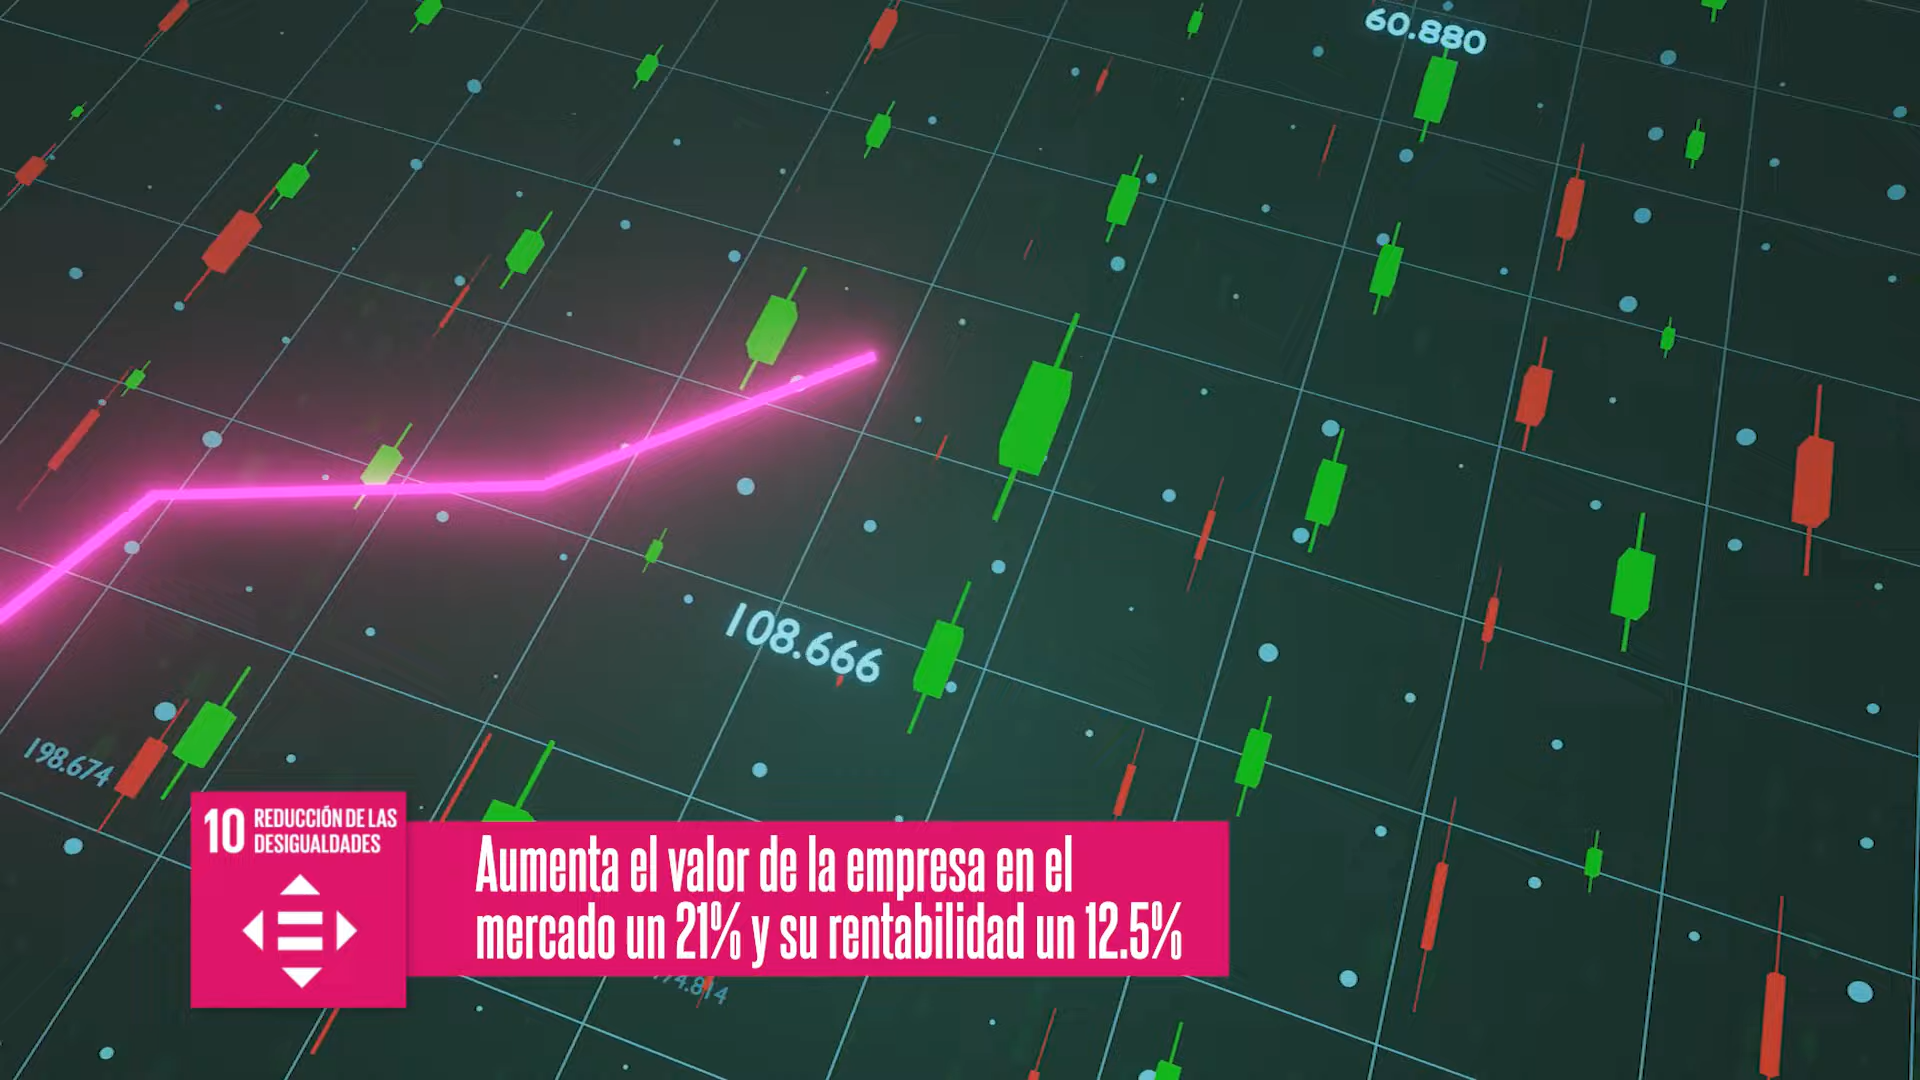 60.880
108.666
198.674
10 REDUCCIÓN DE LAS
DESIGUALDADES
Aumenta el valor de la empresa en el
mercado un 21% y su rentabilidad un 12.5%